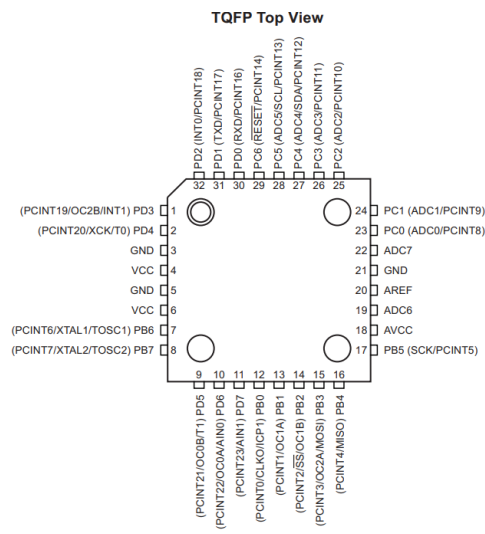 TQFP Top View
PD2 (INT0/PCINT18)
PD1 (TXD/PCINT17)
PD0 (RXD/PCINT16)
PC6 (RESET/PCINT14)
PC5 (ADC5/SCL/PCINT13)
PC4 (ADC4/SDA/PCINT12)
PC3 (ADC3/PCINT11)
PC2 (ADC2/PCINT10)
32 31 30 29 28 27 26 25
(PCINT19/OC2B/INT1) PD3 1
(PCINT20/XCK/T0) PD4 2
GND 3
VCC 4
GND 5
VCC 6
(PCINT6/XTAL1/TOSC1) PB6 7
(PCINT7/XTAL2/TOSC2) PB7 8
24 PC1 (ADC1/PCINT9)
23 PC0 (ADC0/PCINT8)
22 ADC7
21 GND
20 AREF
19 ADC6
18 AVCC
17 PB5 (SCK/PCINT5)
9 10 11 12 13 14 15 16
(PCINT21/OC0B/T1) PD5
(PCINT22/OC0A/AIN0) PD6
(PCINT23/AIN1) PD7
(PCINT0/CLKO/ICP1) PB0
(PCINT1/OC1A) PB1
(PCINT2/SS/OC1B) PB2
(PCINT3/OC2A/MOSI) PB3
(PCINT4/MISO) PB4